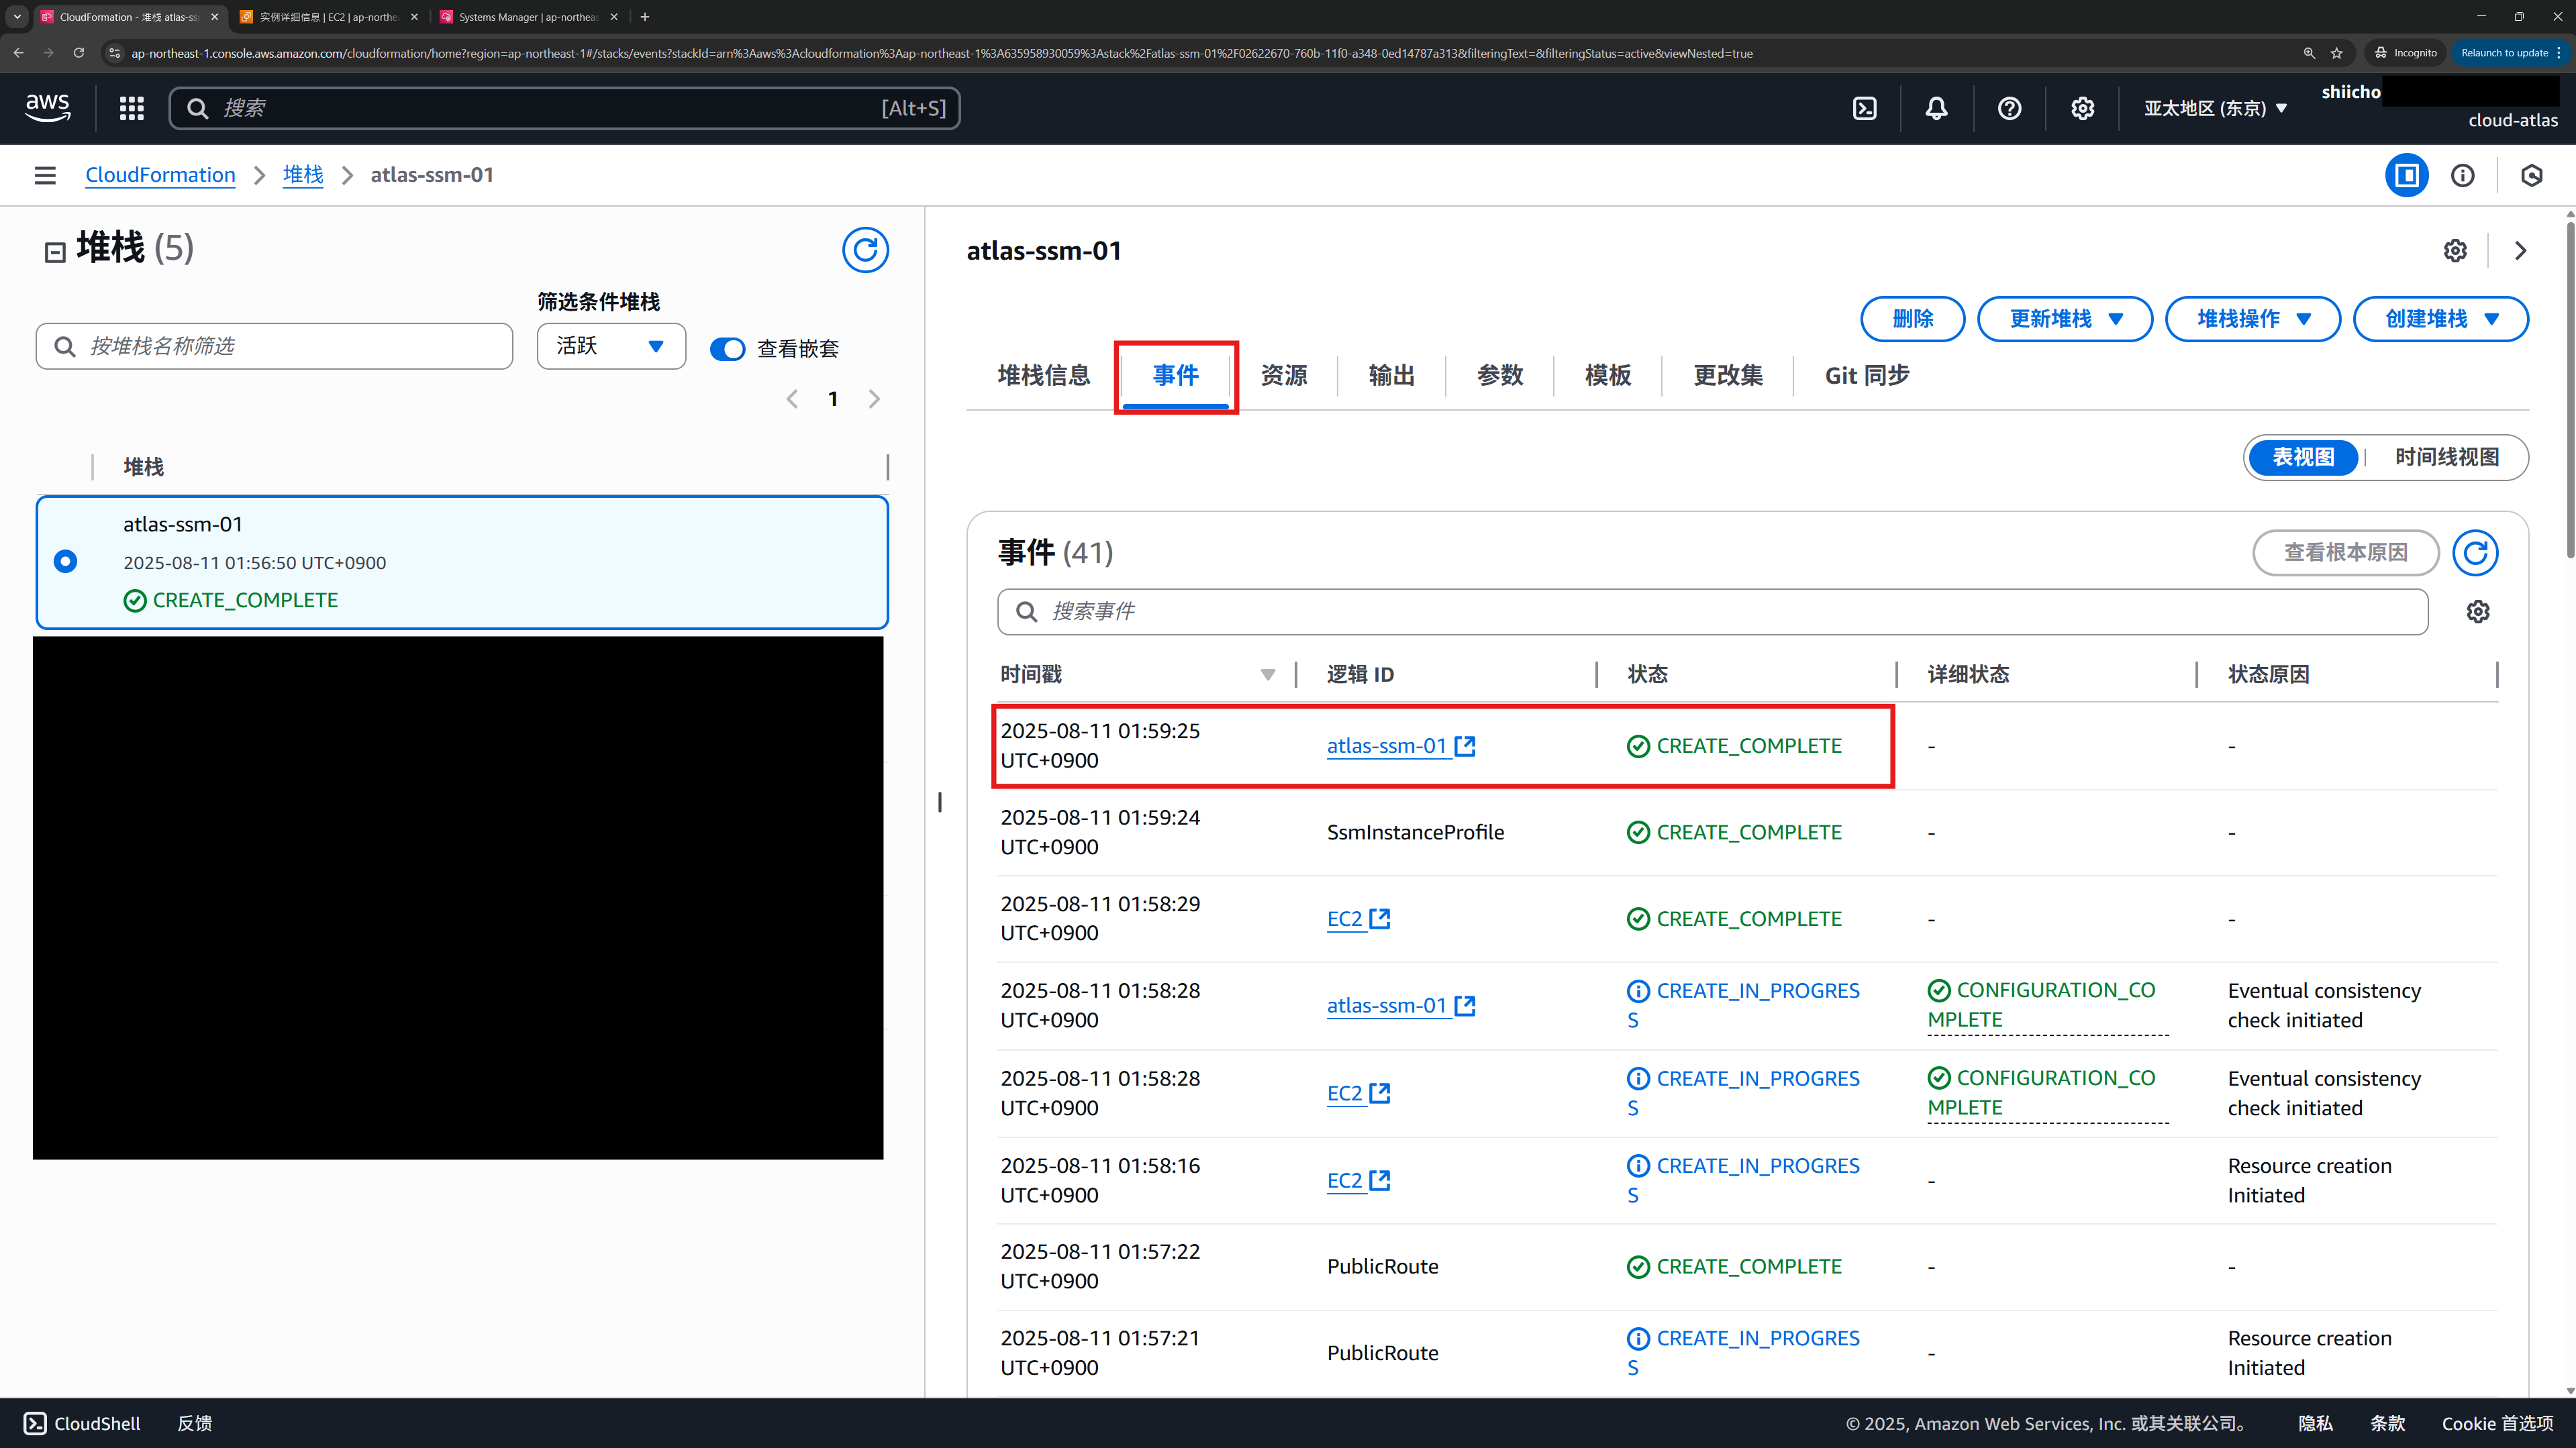 CloudFormation - 堆栈 atlas-ss
实例详细信息 | EC2 | ap-northe
Systems Manager | ap-northeas
ap-northeast-1.console.aws.amazon.com/cloudformation/home?region=ap-northeast-1#/stacks/events?stackId=arn%3Aaws%3Acloudformation%3Aap-northeast-1%3A635958930059%3Astack%2Fatlas-ssm-01%2F02622670-760b-11f0-a348-0ed14787a313&filteringText=&filteringStatus=active&viewNested=true
Incognito
Relaunch to update
aws
搜索
[Alt+S]
亚太地区 (东京)
shiicho
cloud-atlas
CloudFormation
堆栈
atlas-ssm-01
堆栈 (5)
筛选条件堆栈
按堆栈名称筛选
活跃
查看嵌套
1
堆栈
atlas-ssm-01
2025-08-11 01:56:50 UTC+0900
CREATE_COMPLETE
atlas-ssm-01
删除
更新堆栈
堆栈操作
创建堆栈
堆栈信息
事件
资源
输出
参数
模板
更改集
Git 同步
表视图
时间线视图
事件 (41)
查看根本原因
搜索事件
时间戳
逻辑 ID
状态
详细状态
状态原因
2025-08-11 01:59:25
UTC+0900
atlas-ssm-01
CREATE_COMPLETE
-
-
2025-08-11 01:59:24
UTC+0900
SsmInstanceProfile
CREATE_COMPLETE
-
-
2025-08-11 01:58:29
UTC+0900
EC2
CREATE_COMPLETE
-
-
2025-08-11 01:58:28
UTC+0900
atlas-ssm-01
CREATE_IN_PROGRES
S
CONFIGURATION_CO
MPLETE
Eventual consistency
check initiated
2025-08-11 01:58:28
UTC+0900
EC2
CREATE_IN_PROGRES
S
CONFIGURATION_CO
MPLETE
Eventual consistency
check initiated
2025-08-11 01:58:16
UTC+0900
EC2
CREATE_IN_PROGRES
S
-
Resource creation
Initiated
2025-08-11 01:57:22
UTC+0900
PublicRoute
CREATE_COMPLETE
-
-
2025-08-11 01:57:21
UTC+0900
PublicRoute
CREATE_IN_PROGRES
S
-
Resource creation
Initiated
CloudShell
反馈
© 2025, Amazon Web Services, Inc. 或其关联公司。
隐私
条款
Cookie 首选项